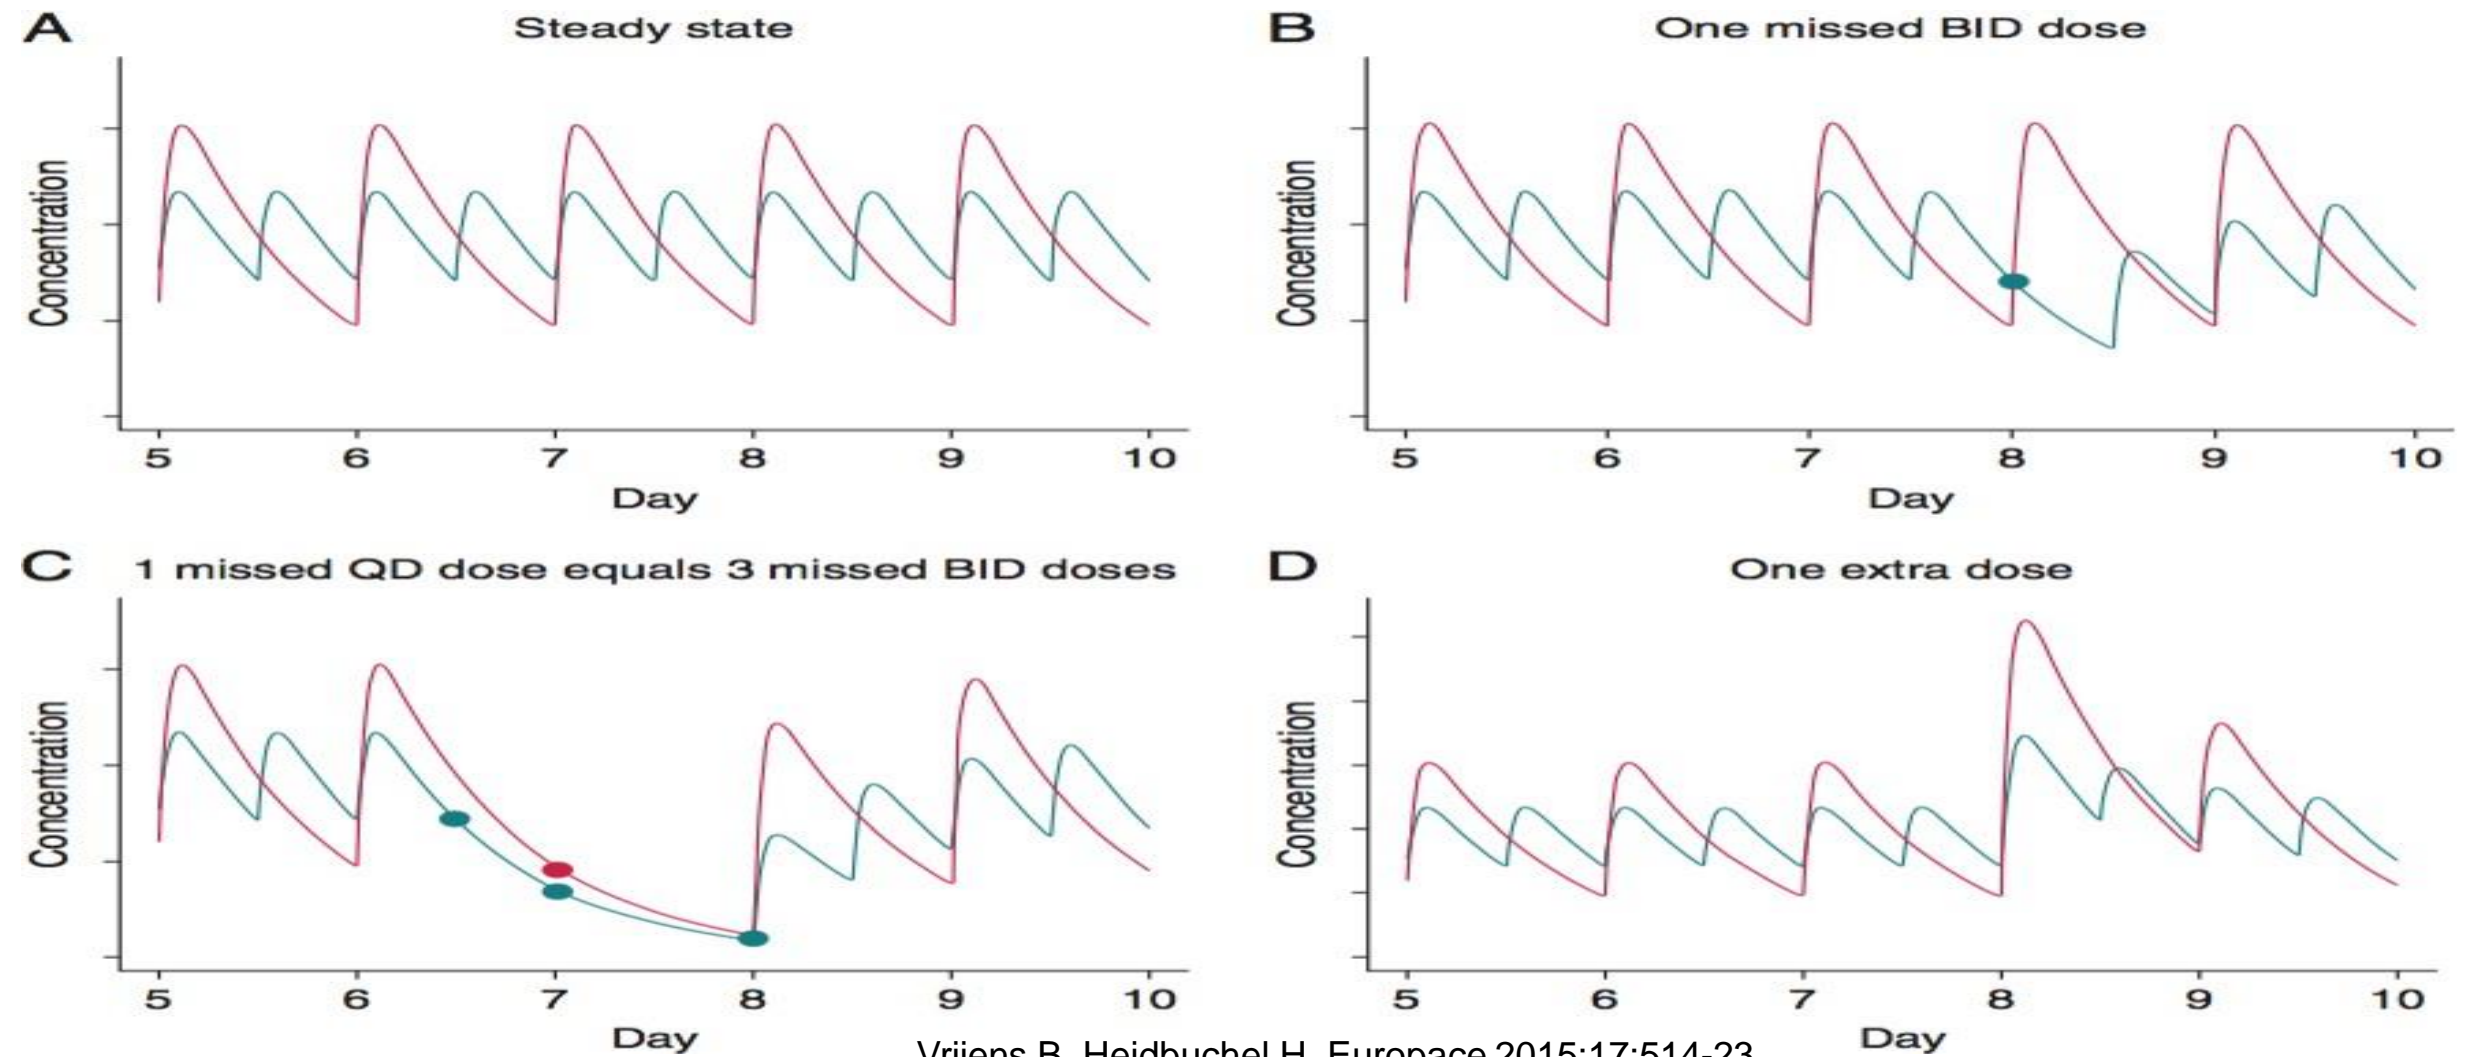 A Steady state
Concentration
5 6 7 8 9 10
Day
B One missed BID dose
Concentration
5 6 7 8 9 10
Day
C 1 missed QD dose equals 3 missed BID doses
Concentration
5 6 7 8 9 10
Day
D One extra dose
Concentration
5 6 7 8 9 10
Day
Vrijens B, Heidbuchel H. Europace 2015;17:514-23